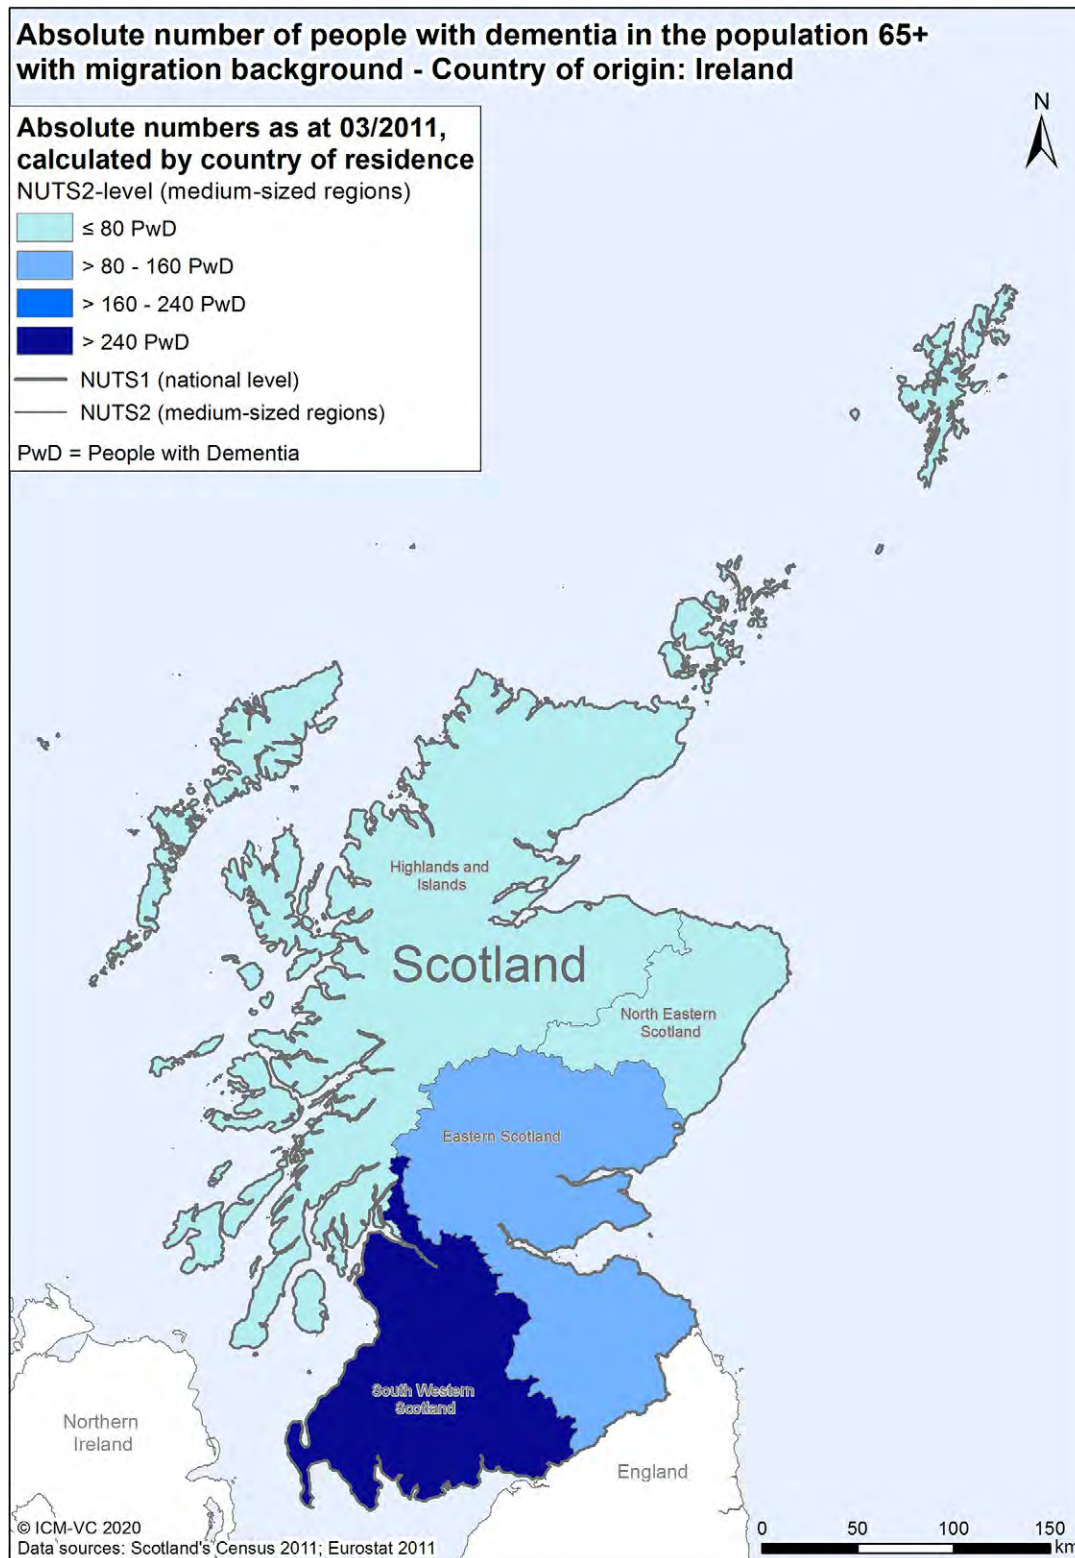 Absolute number of people with dementia in the population 65+
with migration background - Country of origin: Ireland
Absolute numbers as at 03/2011,
calculated by country of residence
NUTS2-level (medium-sized regions)
≤ 80 PwD
> 80 - 160 PwD
> 160 - 240 PwD
> 240 PwD
NUTS1 (national level)
NUTS2 (medium-sized regions)
PwD = People with Dementia
N
Highlands and
Islands
Scotland
North Eastern
Scotland
Eastern Scotland
South Western
Scotland
Northern
Ireland
England
© ICM-VC 2020
Data sources: Scotland's Census 2011; Eurostat 2011
0 50 100 150
km